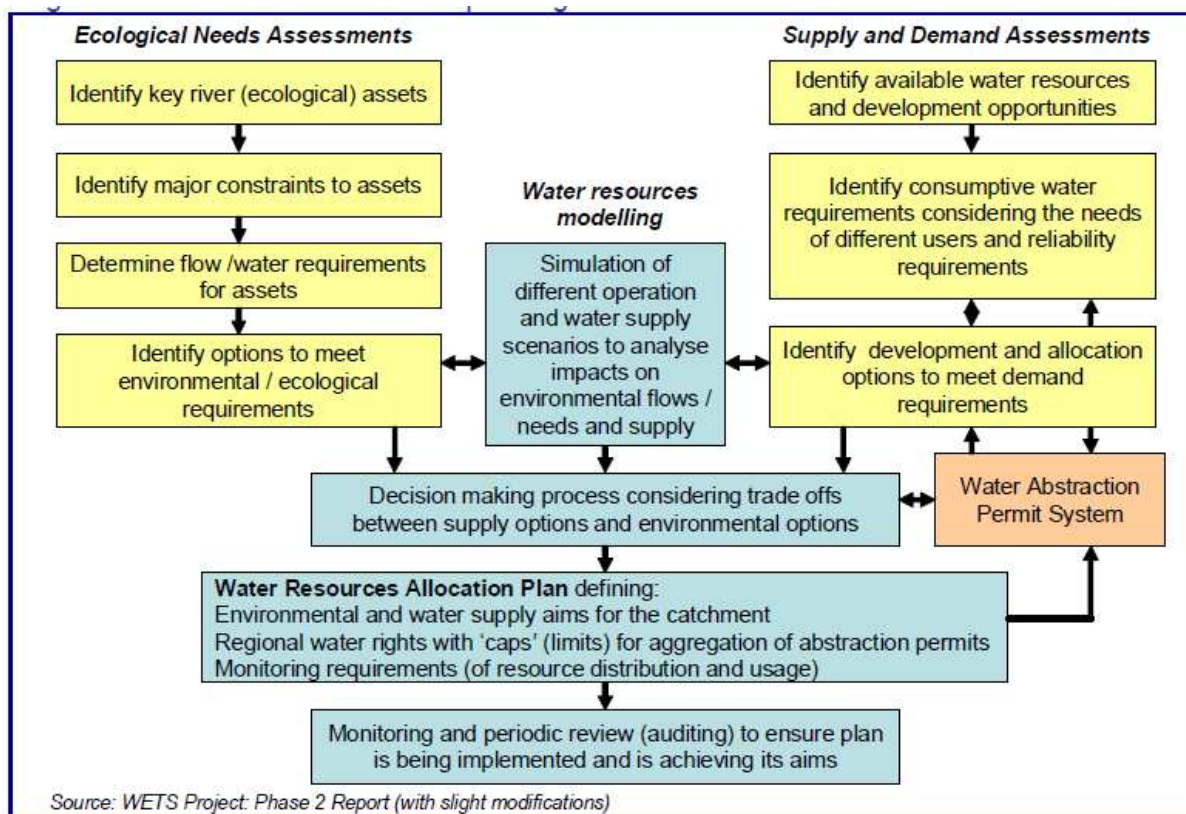 Ecological Needs Assessments
Supply and Demand Assessments
Identify key river (ecological) assets
Identify available water resources
and development opportunities
Identify major constraints to assets
Water resources
modelling
Identify consumptive water
requirements considering the needs
of different users and reliability
requirements
Determine flow /water requirements
for assets
Simulation of
different operation
and water supply
scenarios to analyse
impacts on
environmental flows /
needs and supply
Identify options to meet
environmental / ecological
requirements
Identify development and allocation
options to meet demand
requirements
Decision making process considering trade offs
between supply options and environmental options
Water Abstraction
Permit System
Water Resources Allocation Plan defining:
Environmental and water supply aims for the catchment
Regional water rights with ‘caps’ (limits) for aggregation of abstraction permits
Monitoring requirements (of resource distribution and usage)
Monitoring and periodic review (auditing) to ensure plan
is being implemented and is achieving its aims
Source: WETS Project: Phase 2 Report (with slight modifications)